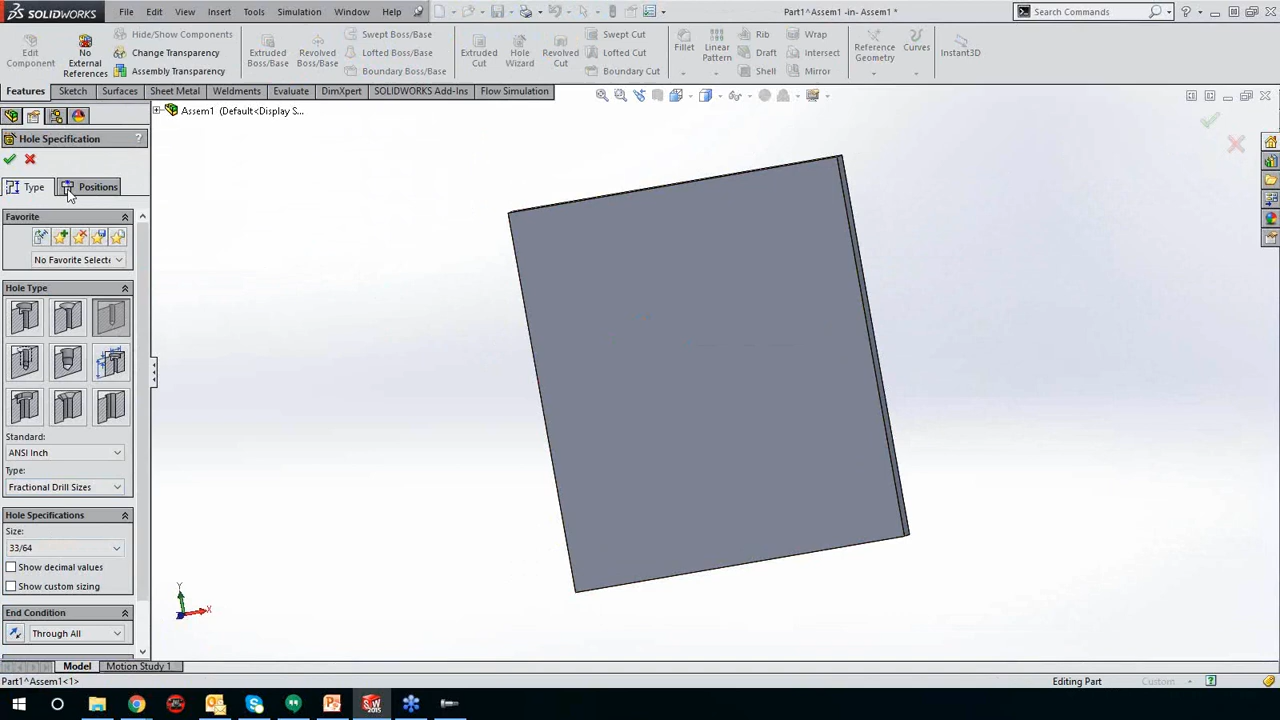 SOLIDWORKS
File Edit View Insert Tools Simulation Window Help
Part1^Assem1 -in- Assem1 *
Search Commands
Edit Component
No External References
Hide/Show Components
Change Transparency
Assembly Transparency
Extruded Boss/Base
Revolved Boss/Base
Swept Boss/Base
Lofted Boss/Base
Boundary Boss/Base
Extruded Cut
Hole Wizard
Revolved Cut
Swept Cut
Lofted Cut
Boundary Cut
Fillet
Linear Pattern
Rib
Draft
Shell
Wrap
Intersect
Mirror
Reference Geometry
Curves
Instant3D
Features Sketch Surfaces Sheet Metal Weldments Evaluate DimXpert SOLIDWORKS Add-Ins Flow Simulation
Assem1 (Default<Display S...
Hole Specification ?
Type Positions
Favorite
No Favorite Selecte
Hole Type
Standard:
ANSI Inch
Type:
Fractional Drill Sizes
Hole Specifications
Size:
33/64
Show decimal values
Show custom sizing
End Condition
Through All
Y
X
Model Motion Study 1
Part1^Assem1<1>
Editing Part
Custom